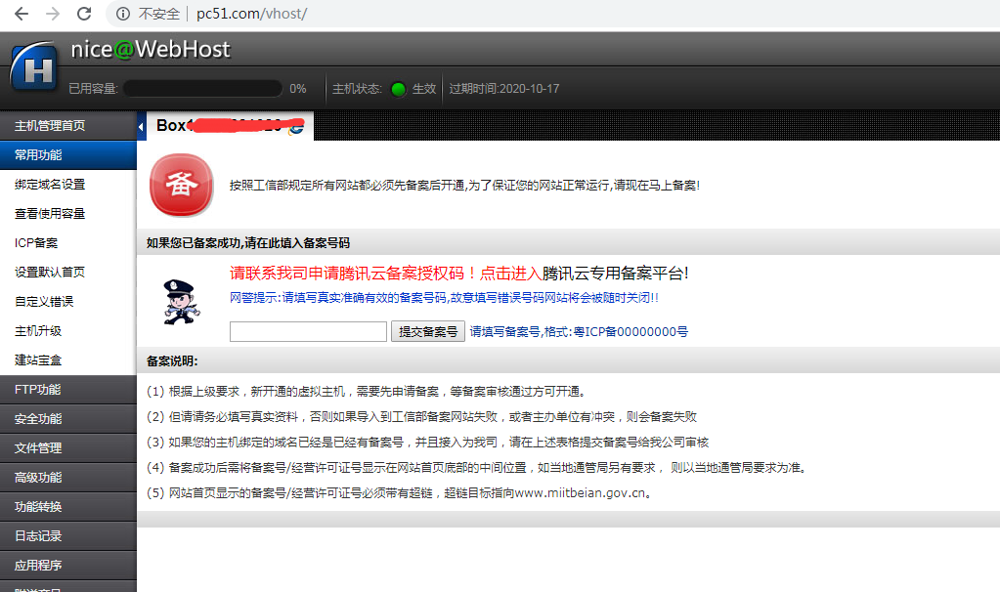 不安全 | pc51.com/vhost/
nice@WebHost
已用容量: 0% 主机状态: 生效 过期时间:2020-10-17
主机管理首页
常用功能
绑定域名设置
查看使用容量
ICP备案
设置默认首页
自定义错误
主机升级
建站宝盒
FTP功能
安全功能
文件管理
高级功能
功能转换
日志记录
应用程序
备
按照工信部规定所有网站都必须先备案后开通,为了保证您的网站正常运行,请现在马上备案!
如果您已备案成功,请在此填入备案号码
请联系我司申请腾讯云备案授权码!点击进入腾讯云专用备案平台!
网警提示:请填写真实准确有效的备案号码,故意填写错误号码网站将会被随时关闭!!
提交备案号 请填写备案号,格式:粤ICP备00000000号
备案说明:
(1) 根据上级要求，新开通的虚拟主机，需要先申请备案，等备案审核通过方可开通。
(2) 但请请务必填写真实资料，否则如果导入到工信部备案网站失败，或者主办单位有冲突，则会备案失败
(3) 如果您的主机绑定的域名已经是已经有备案号，并且接入为我司，请在上述表格提交备案号给我公司审核
(4) 备案成功后需将备案号/经营许可证号显示在网站首页底部的中间位置，如当地通管局另有要求， 则以当地通管局要求为准。
(5) 网站首页显示的备案号/经营许可证号必须带有超链，超链目标指向www.miitbeian.gov.cn。